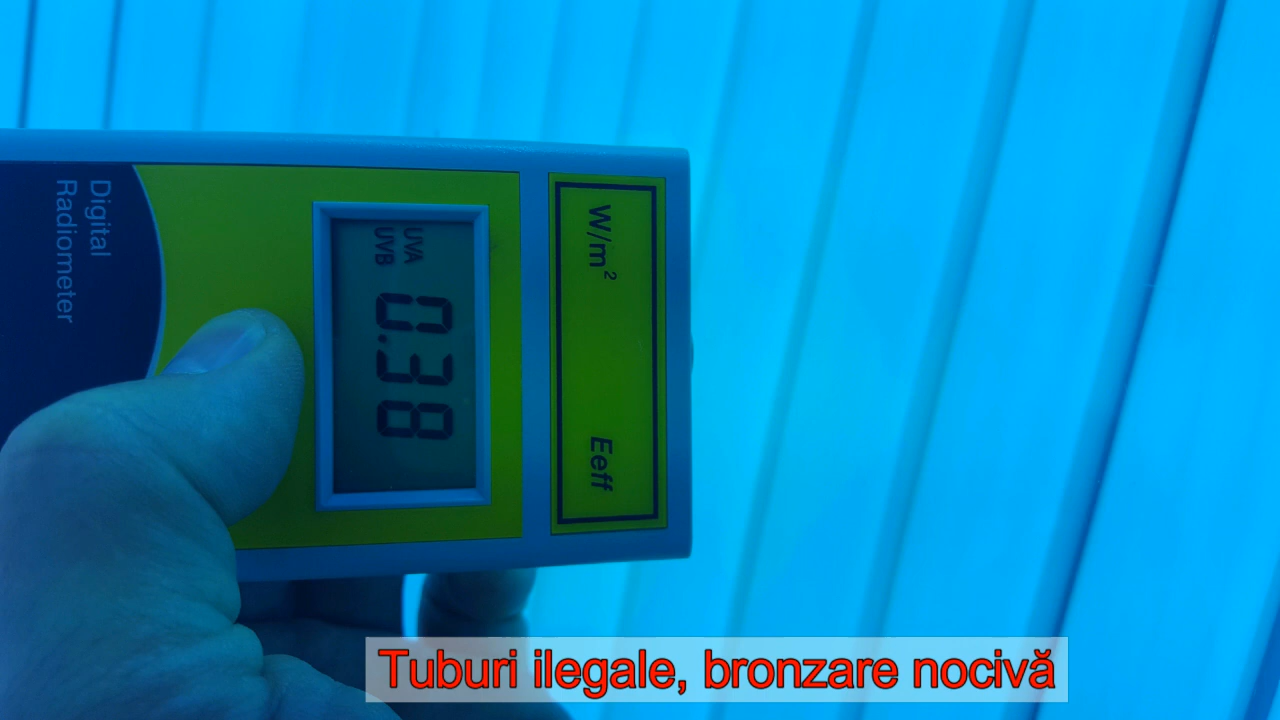 Digital
Radiometer
UVA
UVB
0.38
W/m²
Eeff
Tuburi ilegale, bronzare nocivă